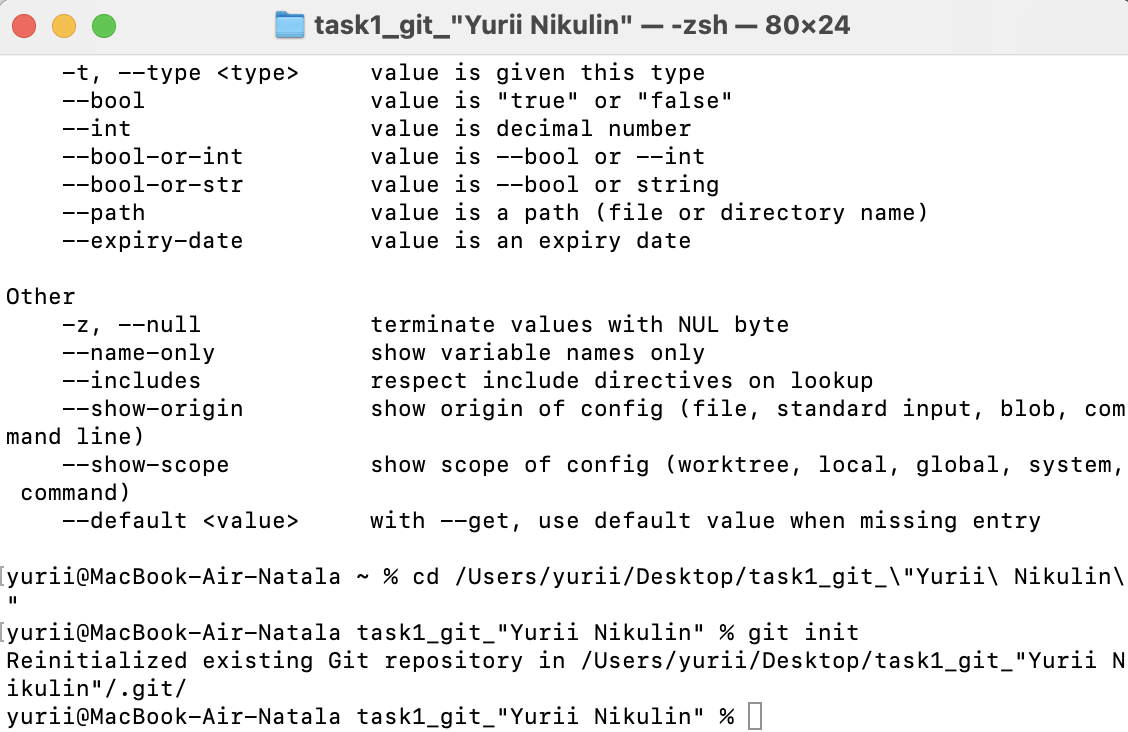 task1_git_"Yurii Nikulin" — -zsh — 80×24
-t, --type <type>     value is given this type
--bool                value is "true" or "false"
--int                 value is decimal number
--bool-or-int         value is --bool or --int
--bool-or-str         value is --bool or string
--path                value is a path (file or directory name)
--expiry-date         value is an expiry date
Other
-z, --null            terminate values with NUL byte
--name-only           show variable names only
--includes            respect include directives on lookup
--show-origin         show origin of config (file, standard input, blob, com
mand line)
--show-scope          show scope of config (worktree, local, global, system,
command)
--default <value>     with --get, use default value when missing entry
yurii@MacBook-Air-Natala ~ % cd /Users/yurii/Desktop/task1_git_\"Yurii\ Nikulin\
"
yurii@MacBook-Air-Natala task1_git_"Yurii Nikulin" % git init
Reinitialized existing Git repository in /Users/yurii/Desktop/task1_git_"Yurii N
ikulin"/.git/
yurii@MacBook-Air-Natala task1_git_"Yurii Nikulin" %